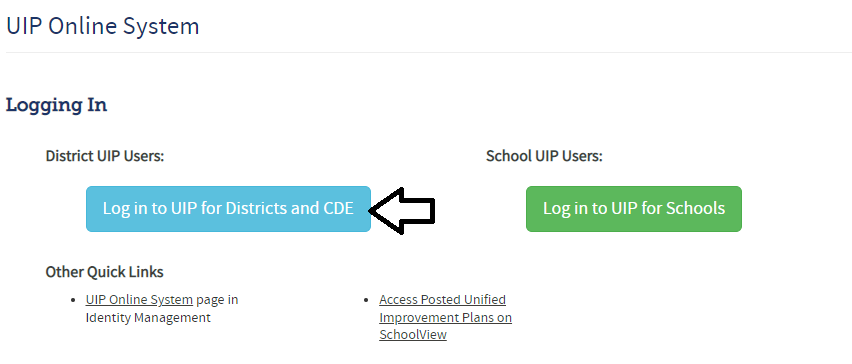 UIP Online System
Logging In
District UIP Users:
School UIP Users:
Log in to UIP for Districts and CDE
Log in to UIP for Schools
Other Quick Links
UIP Online System page in
Identity Management
Access Posted Unified
Improvement Plans on
SchoolView